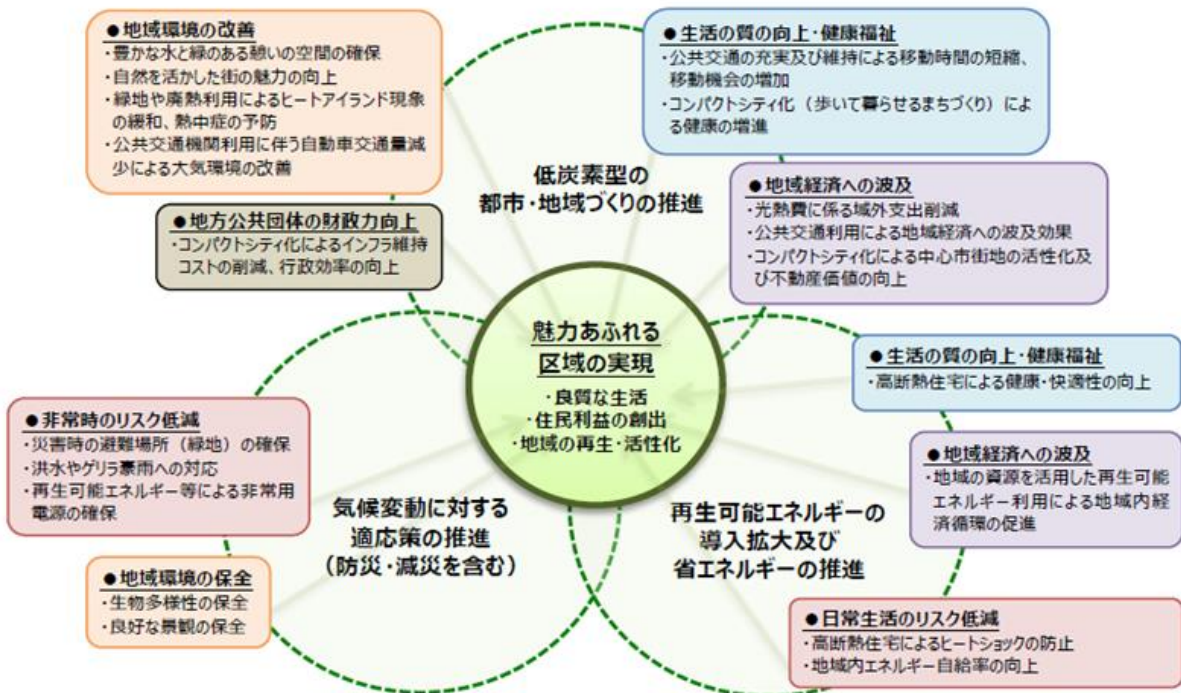 ●地域環境の改善
・豊かな水と緑のある憩いの空間の確保
・自然を活かした街の魅力の向上
・緑地や廃熱利用によるヒートアイランド現象
の緩和、熱中症の予防
・公共交通機関利用に伴う自動車交通量減
少による大気環境の改善
●地方公共団体の財政力向上
・コンパクトシティ化によるインフラ維持
コストの削減、行政効率の向上
●生活の質の向上・健康福祉
・公共交通の充実及び維持による移動時間の短縮、
移動機会の増加
・コンパクトシティ化（歩いて暮らせるまちづくり）によ
る健康の増進
低炭素型の
都市・地域づくりの推進
●地域経済への波及
・光熱費に係る域外支出削減
・公共交通利用による地域経済への波及効果
・コンパクトシティ化による中心市街地の活性化及
び不動産価値の向上
魅力あふれる
区域の実現
・良質な生活
・住民利益の創出
・地域の再生・活性化
●非常時のリスク低減
・災害時の避難場所（緑地）の確保
・洪水やゲリラ豪雨への対応
・再生可能エネルギー等による非常用
電源の確保
●地域環境の保全
・生物多様性の保全
・良好な景観の保全
気候変動に対する
適応策の推進
（防災・減災を含む）
再生可能エネルギーの
導入拡大及び
省エネルギーの推進
●生活の質の向上・健康福祉
・高断熱住宅による健康・快適性の向上
●地域経済への波及
・地域の資源を活用した再生可能
エネルギー利用による地域内経
済循環の促進
●日常生活のリスク低減
・高断熱住宅によるヒートショックの防止
・地域内エネルギー自給率の向上